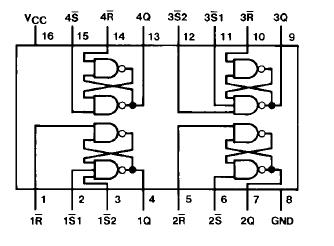 VCC 4S̅ 4R̅ 4Q 3S̅2 3S̅1 3R̅ 3Q
16 15 14 13 12 11 10 9
1 2 3 4 5 6 7 8
1R̅ 1S̅1 1S̅2 1Q 2R̅ 2S̅ 2Q GND